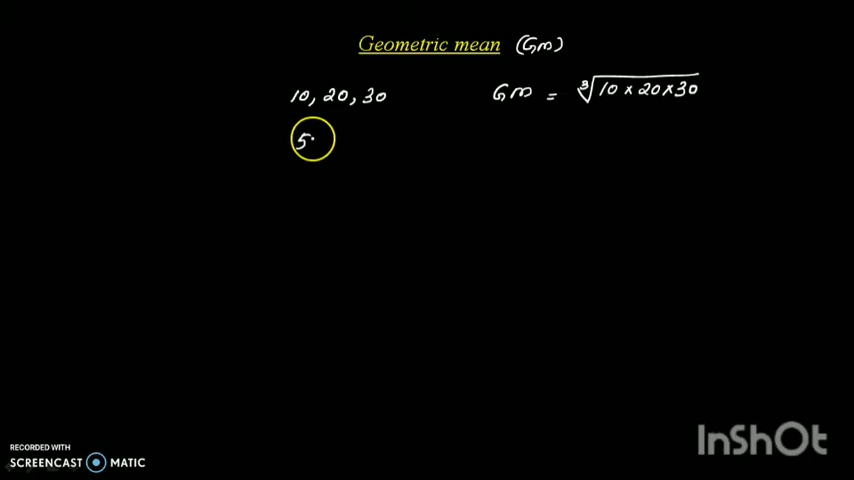 Geometric mean (Gm)
10, 20, 30 Gm = ∛10 × 20 × 30
5
RECORDED WITH
SCREENCAST MATIC
InShOt